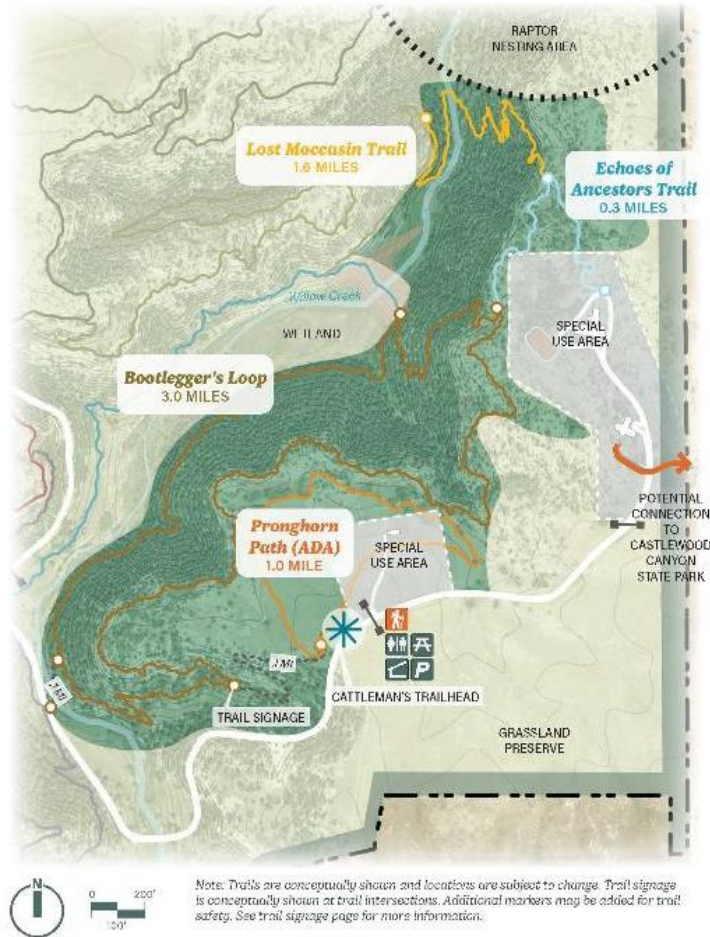 RAPTOR
NESTING AREA
Lost Moccasin Trail
1.6 MILES
Echoes of
Ancestors Trail
0.3 MILES
Willow Creek
WETLAND
SPECIAL
USE AREA
Bootlegger's Loop
3.0 MILES
POTENTIAL
CONNECTION
TO
CASTLEWOOD
CANYON
STATE PARK
Pronghorn
Path (ADA)
1.0 MILE
SPECIAL
USE AREA
P
CATTLEMAN'S TRAILHEAD
TRAIL SIGNAGE
GRASSLAND
PRESERVE
N
0 200'
100'
Note: Trails are conceptually shown and locations are subject to change. Trail signage
is conceptually shown at trail intersections. Additional markers may be added for trail
safety. See trail signage page for more information.